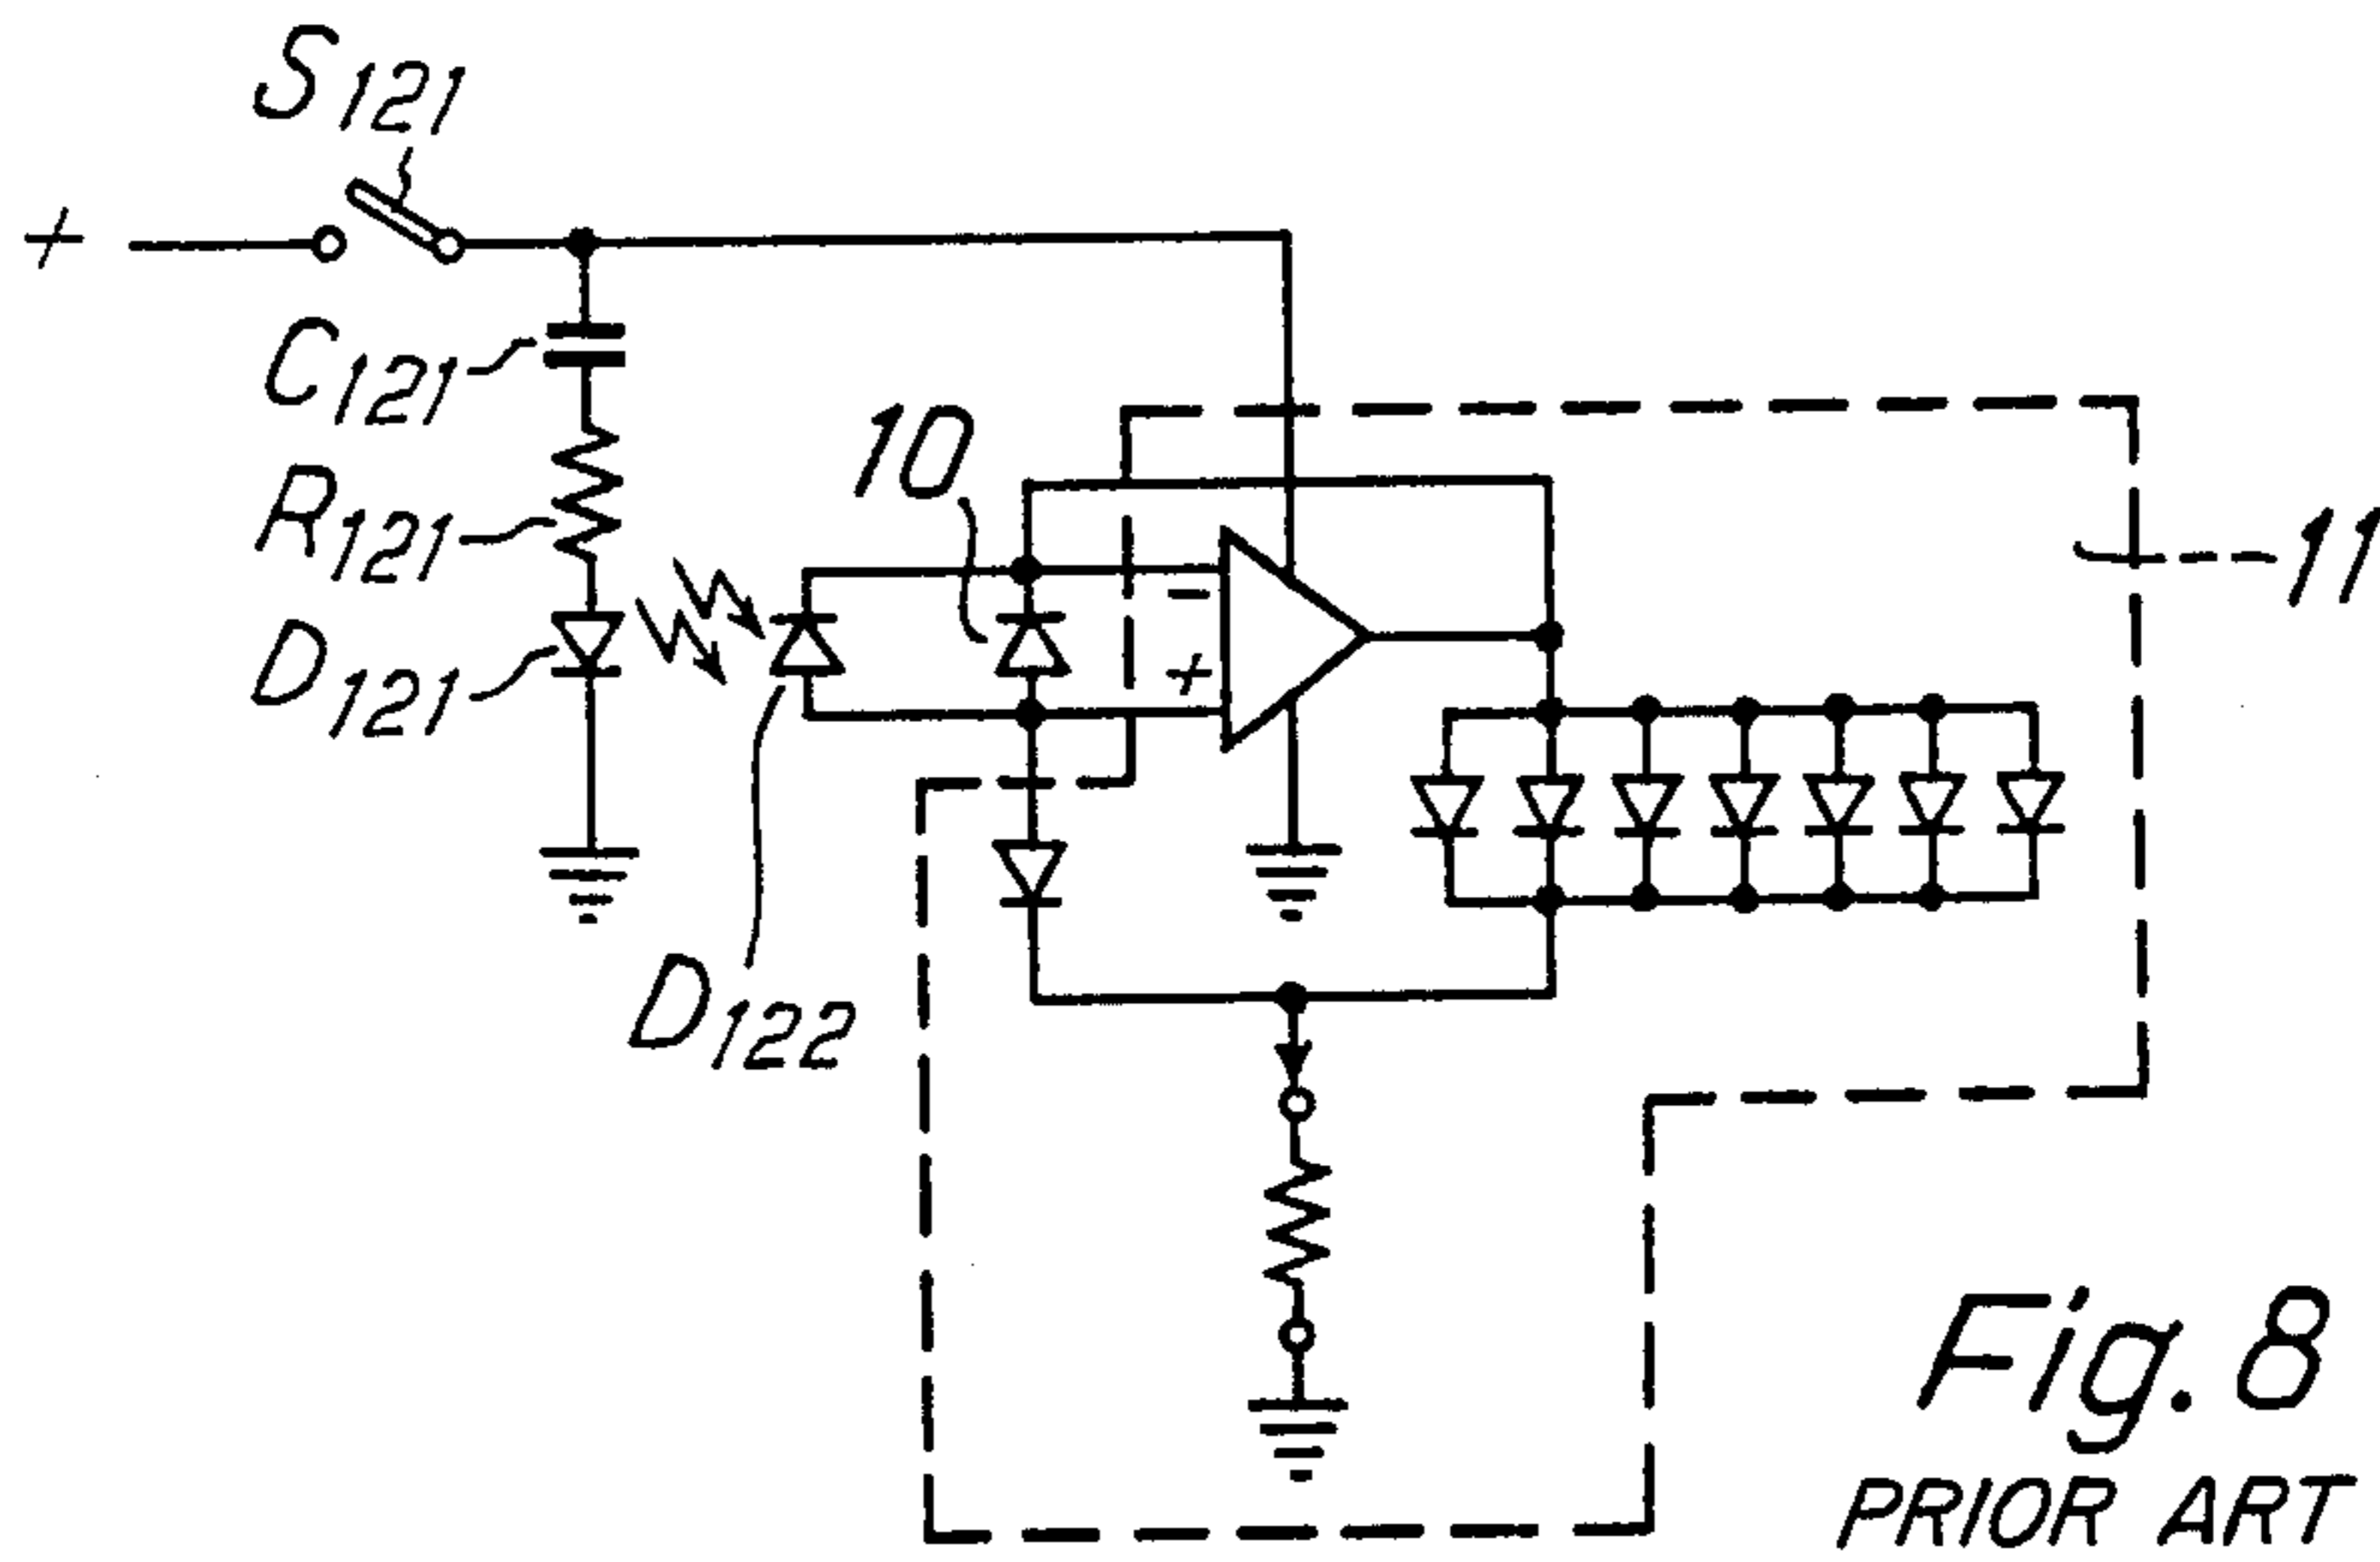 S121
+
C121
10
R121
11
D121
-
+
D122
Fig. 8
PRIOR ART